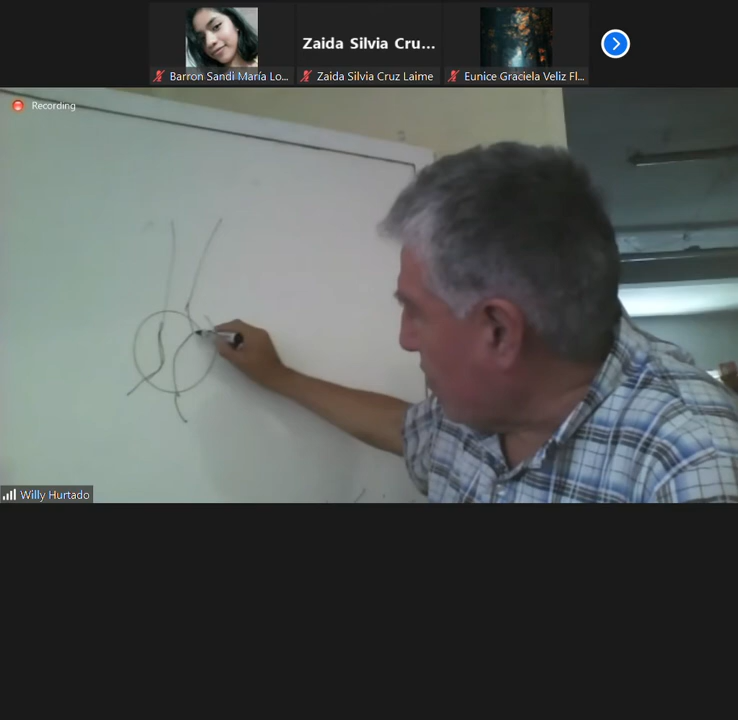 Zaida Silvia Cru...
Barron Sandi María Lo...
Zaida Silvia Cruz Laime
Eunice Graciela Veliz Fl...
Recording
Willy Hurtado